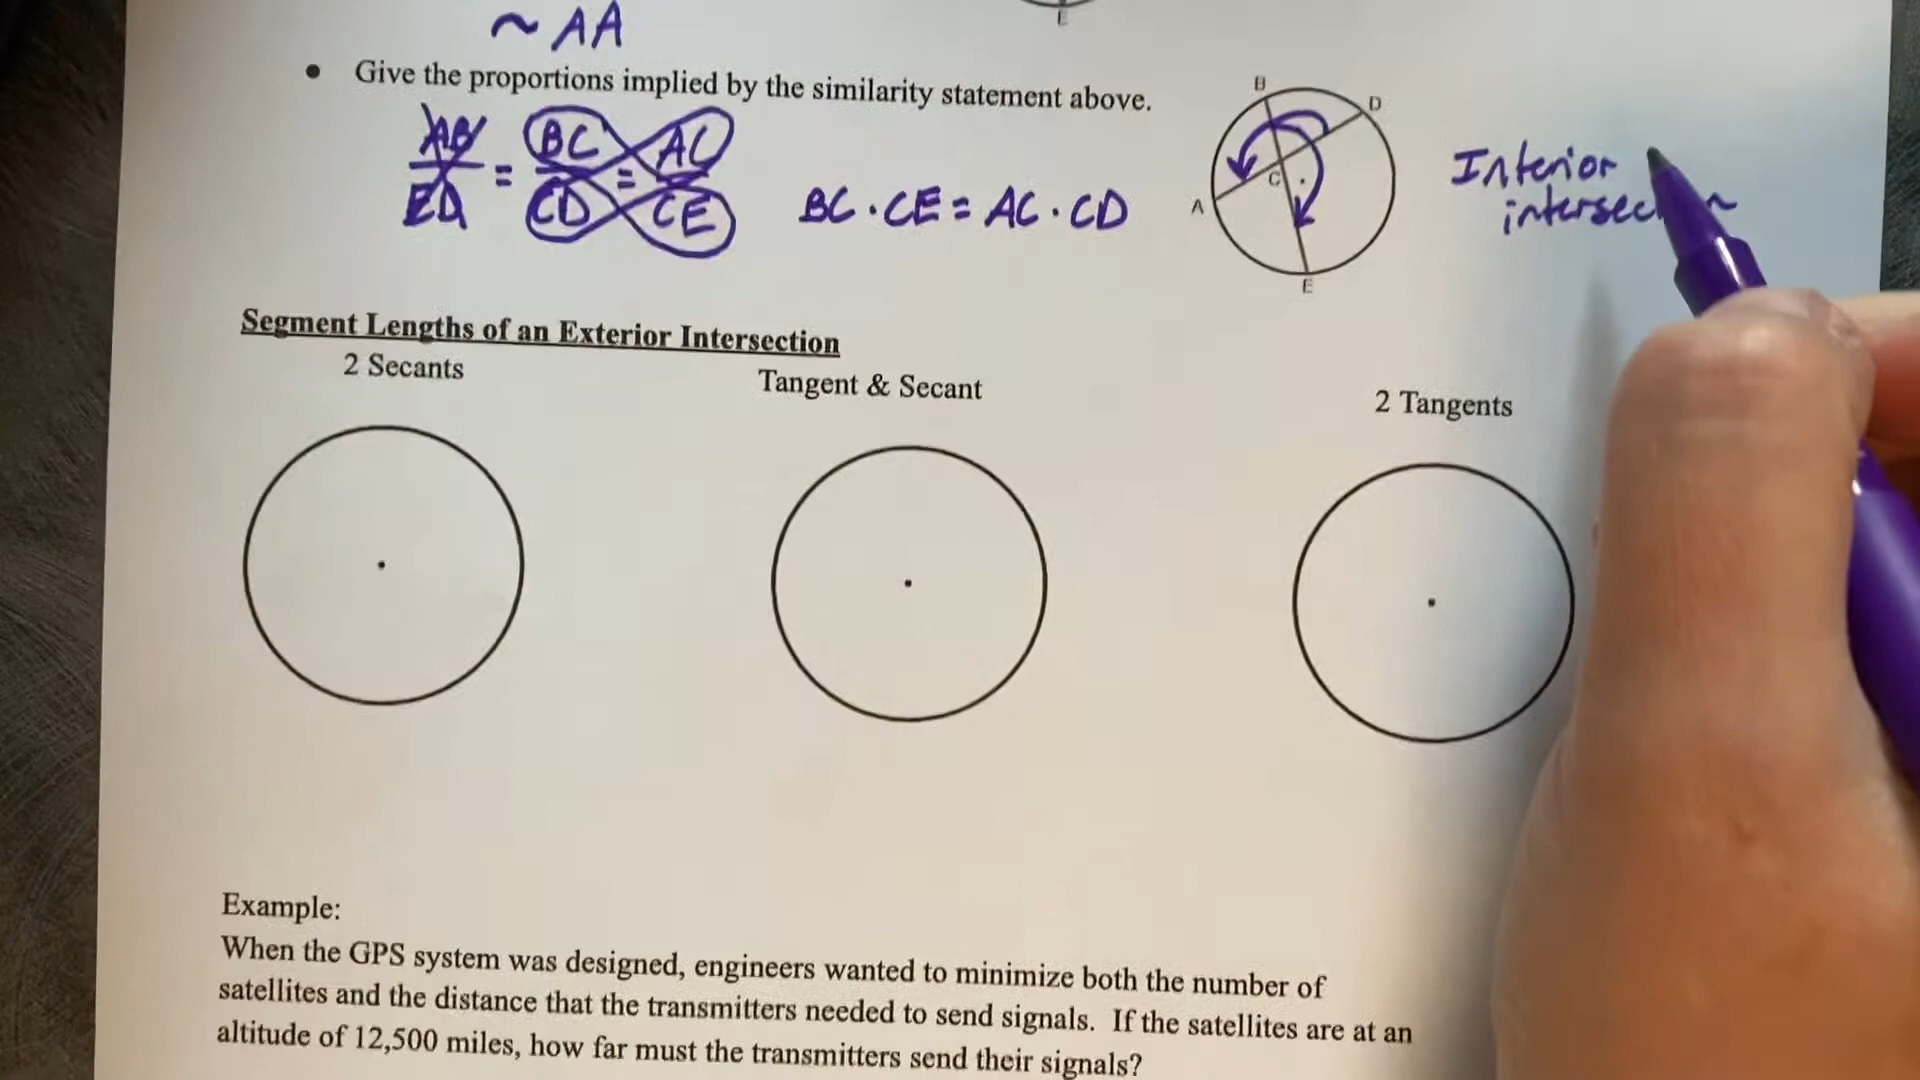 ~ AA
• Give the proportions implied by the similarity statement above.
AB/ED = BC/CD = AC/CE
BC · CE = AC · CD
B
D
C
A
E
Interior
Segment Lengths of an Exterior Intersection
2 Secants
Tangent & Secant
2 Tangents
Example:
When the GPS system was designed, engineers wanted to minimize both the number of
satellites and the distance that the transmitters needed to send signals. If the satellites are at an
altitude of 12,500 miles, how far must the transmitters send their signals?